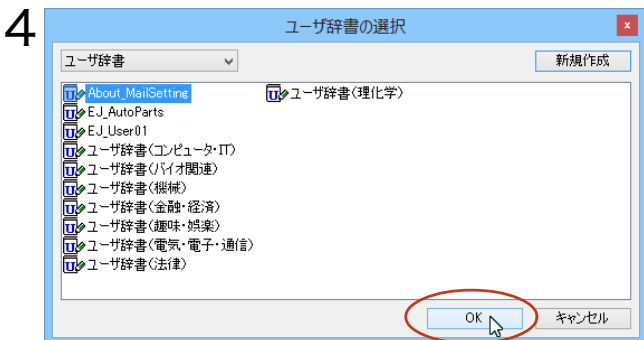 4
ユーザ辞書の選択
x
ユーザ辞書
新規作成
About_MailSetting
EJ_AutoParts
EJ_User01
ユーザ辞書(コンピュータ・IT)
ユーザ辞書(バイオ関連)
ユーザ辞書(機械)
ユーザ辞書(金融・経済)
ユーザ辞書(趣味・娯楽)
ユーザ辞書(電気・電子・通信)
ユーザ辞書(法律)
ユーザ辞書(理化学)
OK
キャンセル